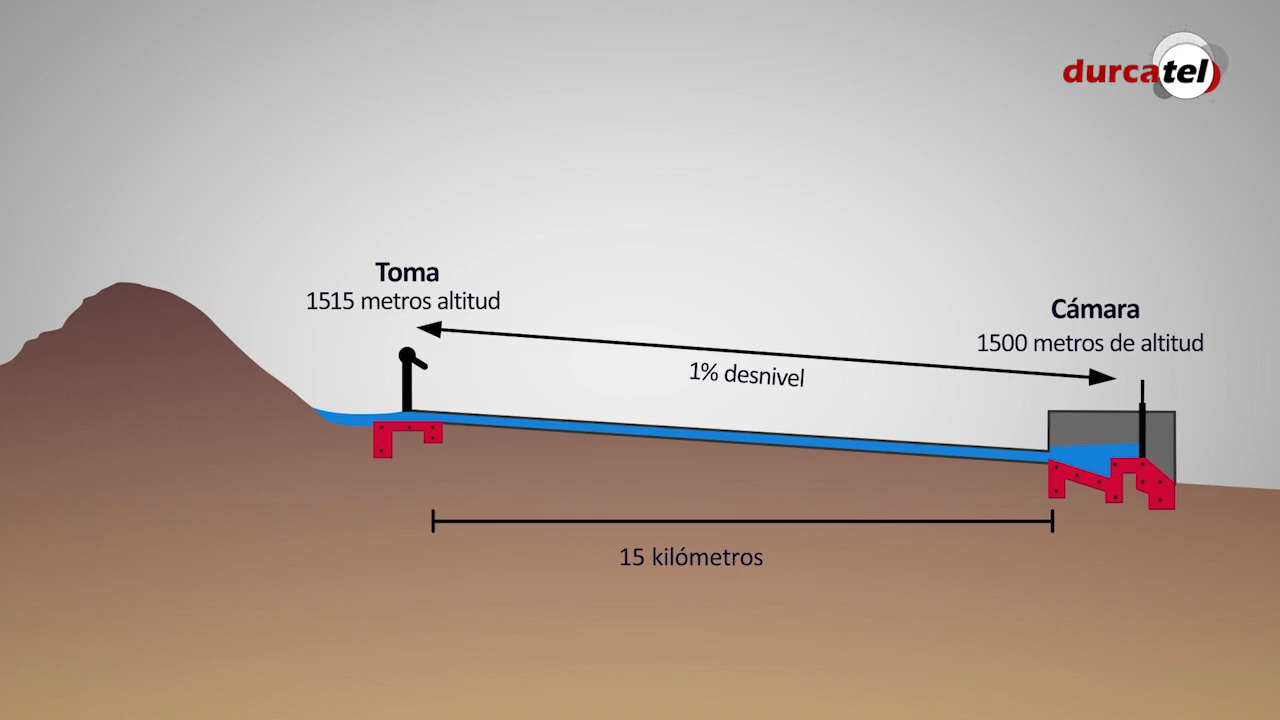 durcatel
Toma
1515 metros altitud
Cámara
1500 metros de altitud
1% desnivel
15 kilómetros